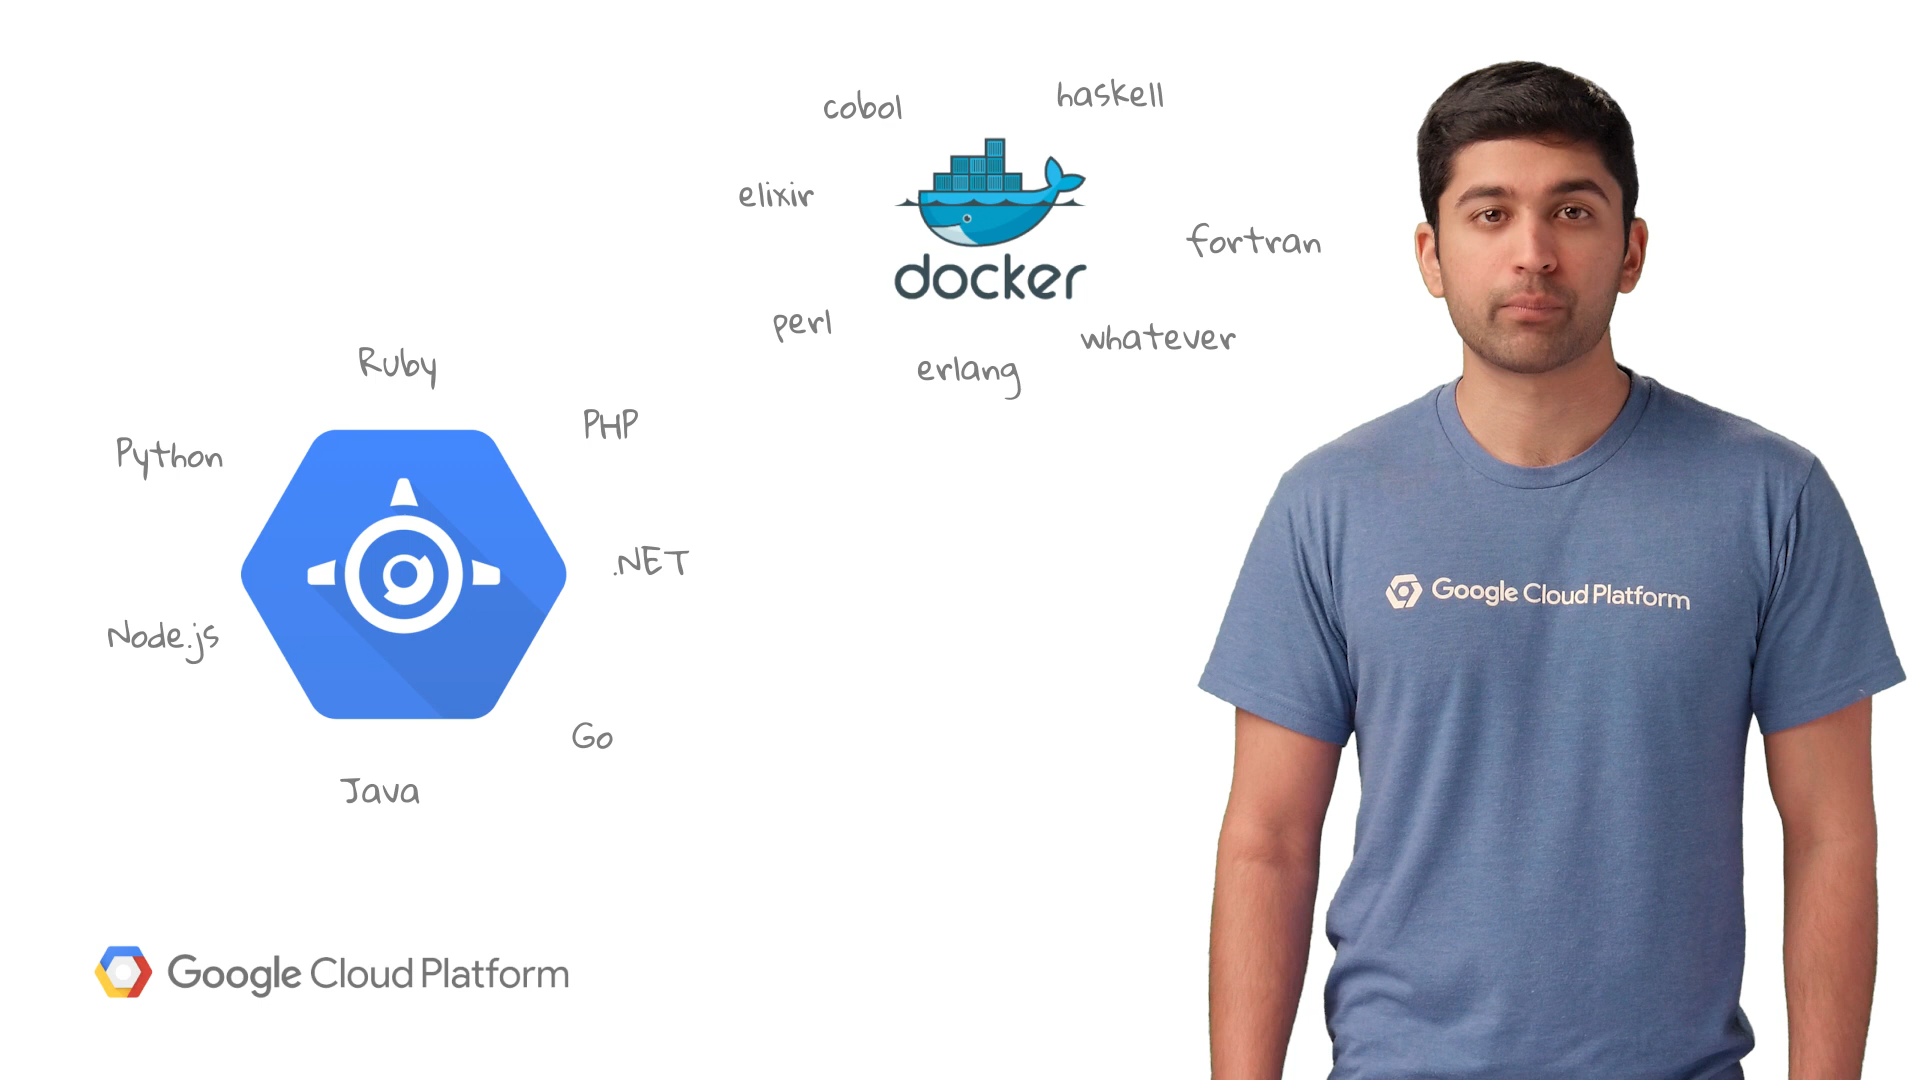 cobol
haskell
elixir
docker
fortran
perl
whatever
erlang
Ruby
PHP
Python
.NET
Node.js
Go
Java
Google Cloud Platform
Google Cloud Platform